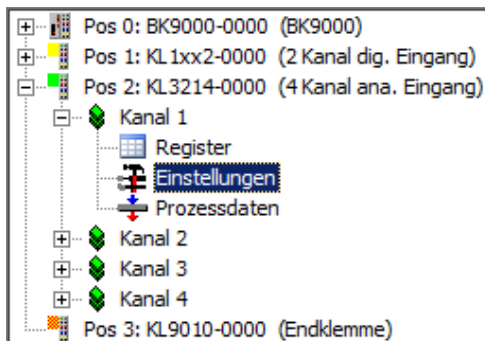 Pos 0: BK9000-0000 (BK9000)
Pos 1: KL1xx2-0000 (2 Kanal dig. Eingang)
Pos 2: KL3214-0000 (4 Kanal ana. Eingang)
Kanal 1
Register
Einstellungen
Prozessdaten
Kanal 2
Kanal 3
Kanal 4
Pos 3: KL9010-0000 (Endklemme)